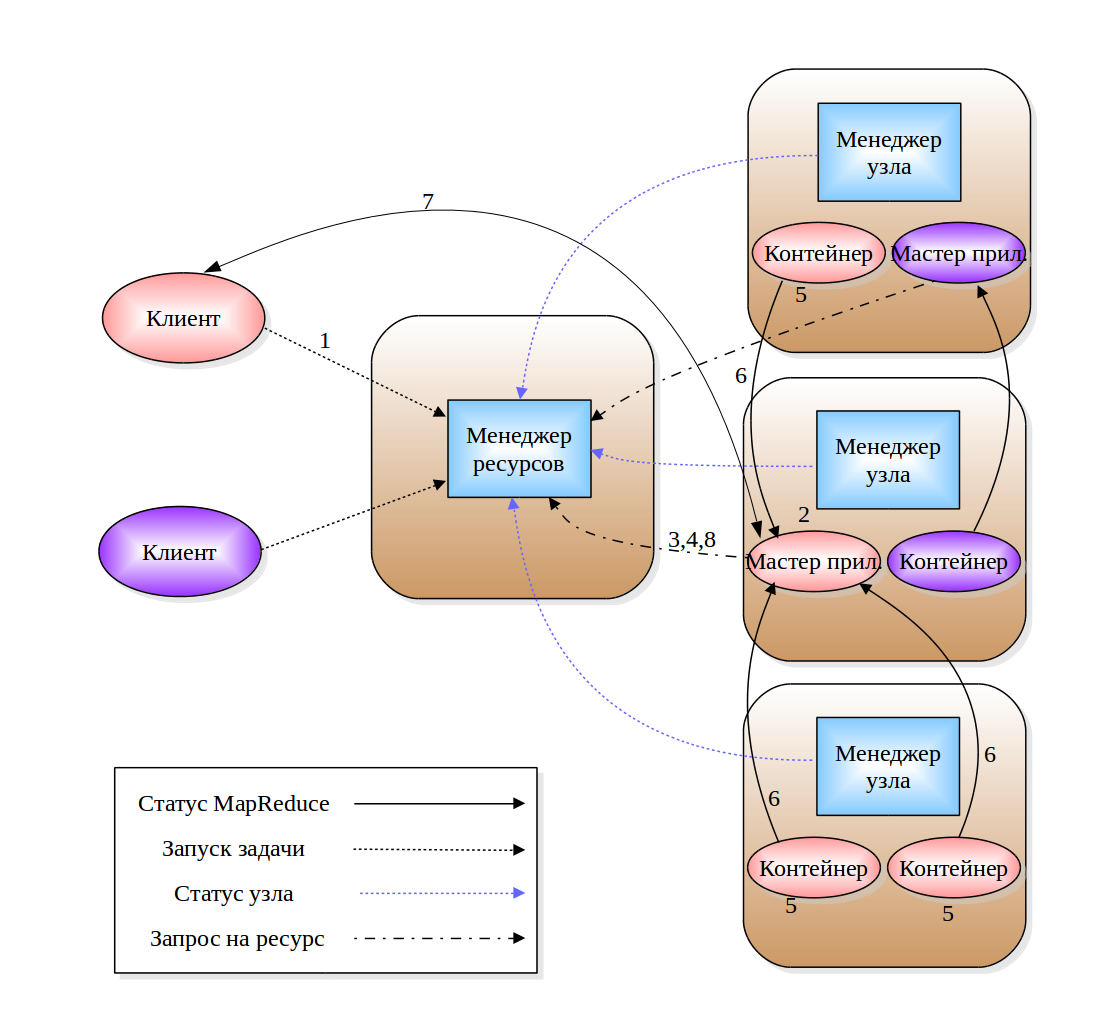 Менеджер
узла
Контейнер
Мастер прил.
5
7
Клиент
1
6
Менеджер
ресурсов
Менеджер
узла
2
3,4,8
Мастер прил.
Контейнер
Клиент
Менеджер
узла
6
6
Контейнер
Контейнер
5
5
Статус MapReduce
Запуск задачи
Статус узла
Запрос на ресурс